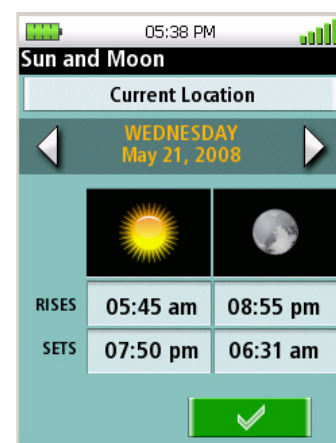 05:38 PM
Sun and Moon
Current Location
WEDNESDAY
May 21, 2008
RISES 05:45 am 08:55 pm
SETS 07:50 pm 06:31 am